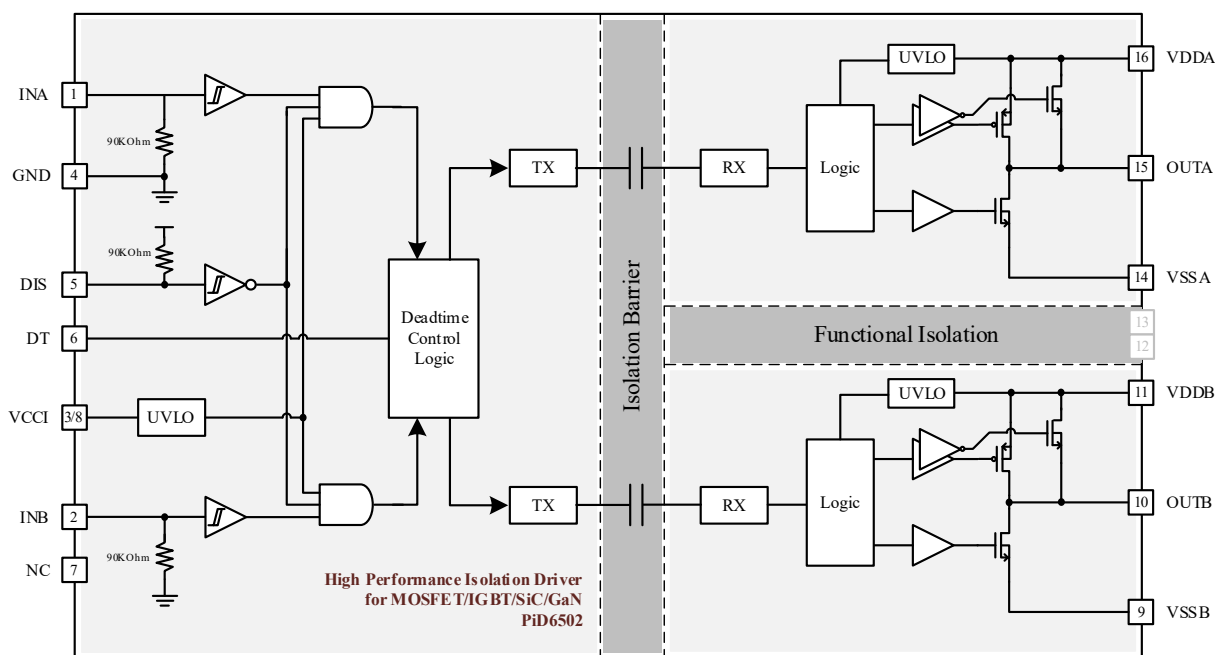 INA
1
90KOhm
GND
4
90KOhm
DIS
5
DT
6
VCCI
3/8
UVLO
INB
2
90KOhm
NC
7
Deadtime
Control
Logic
TX
TX
High Performance Isolation Driver
for MOSFET/IGBT/SiC/GaN
PiD6502
Isolation Barrier
RX
Logic
UVLO
16
VDDA
15
OUTA
14
VSSA
Functional Isolation
13
12
RX
Logic
UVLO
11
VDDB
10
OUTB
9
VSSB